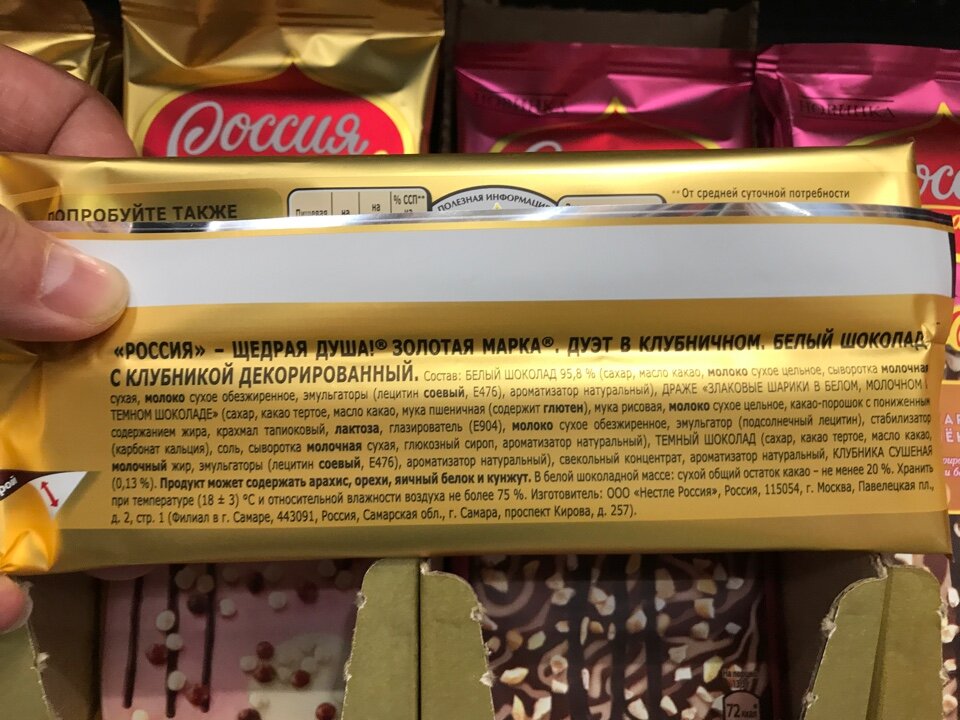 Россия
НОВИНКА
НОВИНКА
ПОПРОБУЙТЕ ТАКЖЕ
Пищевая на на % ССП**
ПОЛЕЗНАЯ ИНФОРМАЦИЯ
**От средней суточной потребности
«РОССИЯ» – ЩЕДРАЯ ДУША!® ЗОЛОТАЯ МАРКА®. ДУЭТ В КЛУБНИЧНОМ. БЕЛЫЙ ШОКОЛАД
С КЛУБНИКОЙ ДЕКОРИРОВАННЫЙ. Состав: БЕЛЫЙ ШОКОЛАД 95,8 % (сахар, масло какао, молоко сухое цельное, сыворотка молочная
сухая, молоко сухое обезжиренное, эмульгаторы (лецитин соевый, E476), ароматизатор натуральный), ДРАЖЕ «ЗЛАКОВЫЕ ШАРИКИ В БЕЛОМ, МОЛОЧНОМ И
ТЕМНОМ ШОКОЛАДЕ» (сахар, какао тертое, масло какао, мука пшеничная (содержит глютен), мука рисовая, молоко сухое цельное, какао-порошок с пониженным
содержанием жира, крахмал тапиоковый, лактоза, глазирователь (E904), молоко сухое обезжиренное, эмульгатор (подсолнечный лецитин), стабилизатор
(карбонат кальция), соль, сыворотка молочная сухая, глюкозный сироп, ароматизатор натуральный), ТЕМНЫЙ ШОКОЛАД (сахар, какао тертое, масло какао,
молочный жир, эмульгаторы (лецитин соевый, E476), ароматизатор натуральный), свекольный концентрат, ароматизатор натуральный, КЛУБНИКА СУШЕНАЯ
(0,13 %). Продукт может содержать арахис, орехи, яичный белок и кунжут. В белой шоколадной массе: сухой общий остаток какао – не менее 20 %. Хранить
при температуре (18 ± 3) °C и относительной влажности воздуха не более 75 %. Изготовитель: ООО «Нестле Россия», Россия, 115054, г. Москва, Павелецкая пл.,
д. 2, стр. 1 (Филиал в г. Самаре, 443091, Россия, Самарская обл., г. Самара, проспект Кирова, д. 257).
72